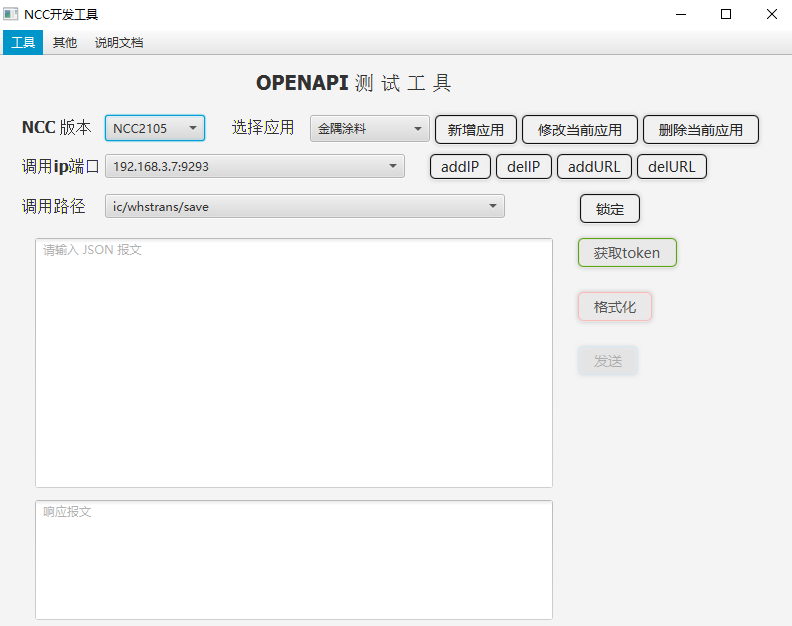 NCC开发工具
工具 其他 说明文档
OPENAPI 测 试 工 具
NCC 版本 NCC2105 选择应用 金隅涂料 新增应用 修改当前应用 删除当前应用
调用ip端口 192.168.3.7:9293 addIP delIP addURL delURL
调用路径 ic/whstrans/save 锁定
请输入 JSON 报文 获取token
格式化
发送
响应报文